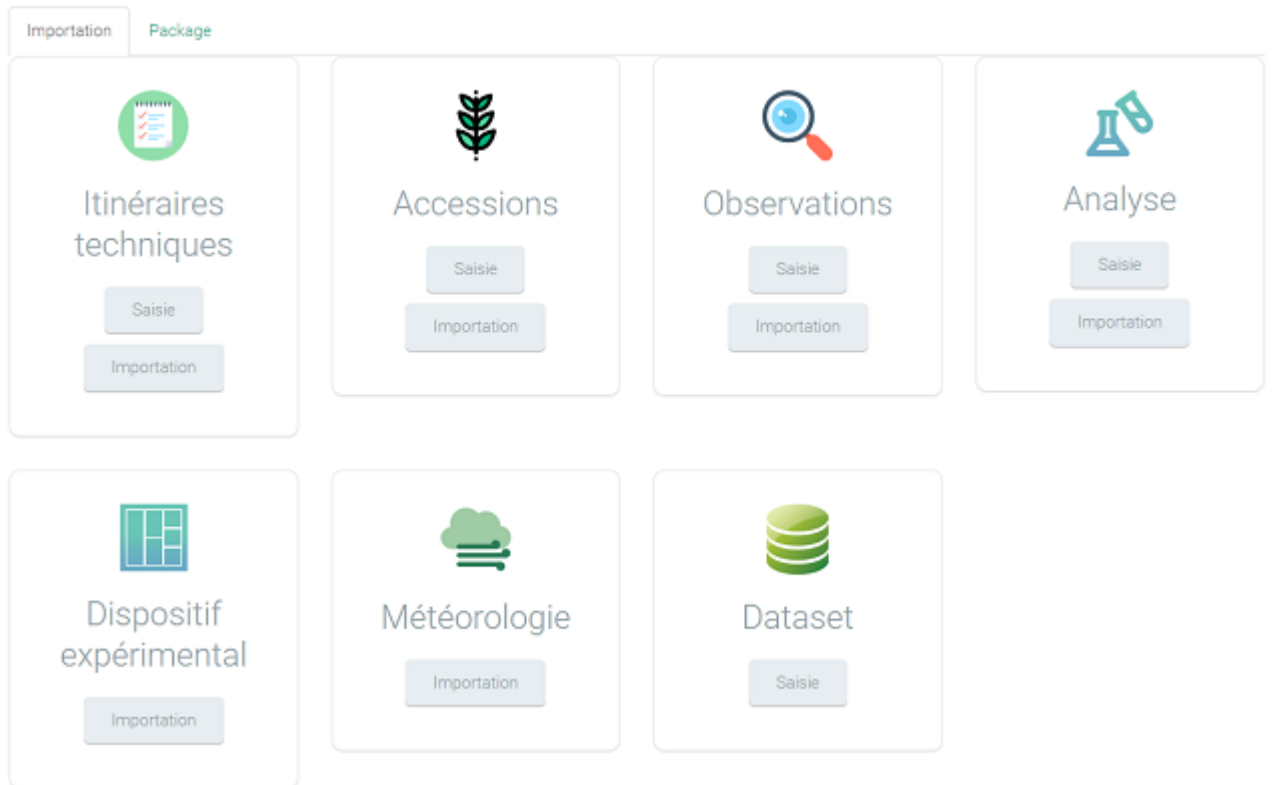 Importation
Package
Itinéraires
techniques
Saisie
Importation
Accessions
Saisie
Importation
Observations
Saisie
Importation
Analyse
Saisie
Importation
Dispositif
expérimental
Importation
Météorologie
Importation
Dataset
Saisie